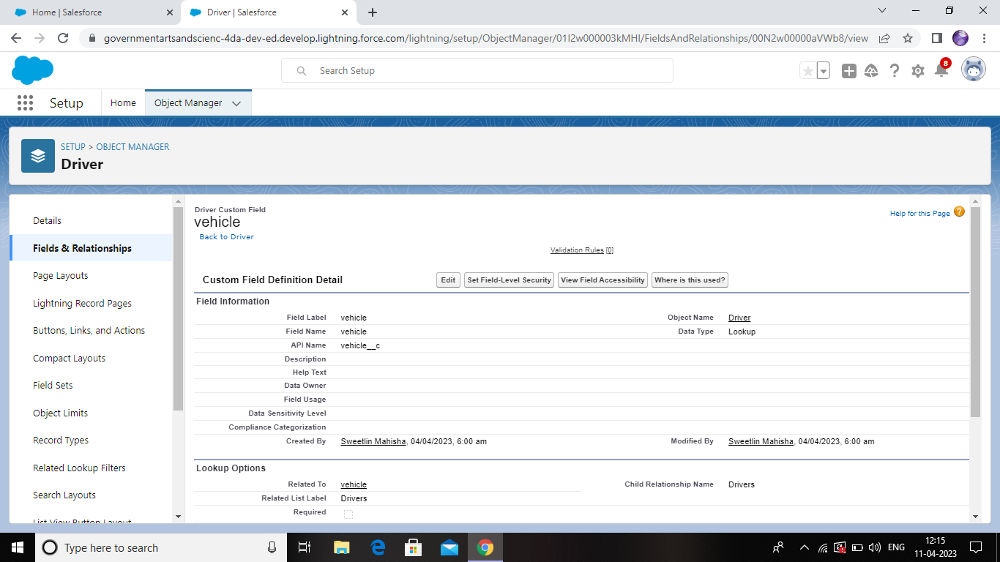 Home | Salesforce
Driver | Salesforce
governmentartsandscienc-4da-dev-ed.develop.lightning.force.com/lightning/setup/ObjectManager/01I2w000003kMHI/FieldsAndRelationships/00N2w00000aVWb8/view
Search Setup
8
Setup
Home
Object Manager
SETUP > OBJECT MANAGER
Driver
Details
Fields & Relationships
Page Layouts
Lightning Record Pages
Buttons, Links, and Actions
Compact Layouts
Field Sets
Object Limits
Record Types
Related Lookup Filters
Search Layouts
List View Button Layout
Driver Custom Field
vehicle
Back to Driver
Help for this Page ?
Validation Rules [0]
Custom Field Definition Detail
Edit
Set Field-Level Security
View Field Accessibility
Where is this used?
Field Information
Field Label vehicle Object Name Driver
Field Name vehicle Data Type Lookup
API Name vehicle__c
Description
Help Text
Data Owner
Field Usage
Data Sensitivity Level
Compliance Categorization
Created By Sweetlin Mahisha, 04/04/2023, 6:00 am Modified By Sweetlin Mahisha, 04/04/2023, 6:00 am
Lookup Options
Related To vehicle Child Relationship Name Drivers
Related List Label Drivers
Required
Type here to search
ENG
12:15
11-04-2023